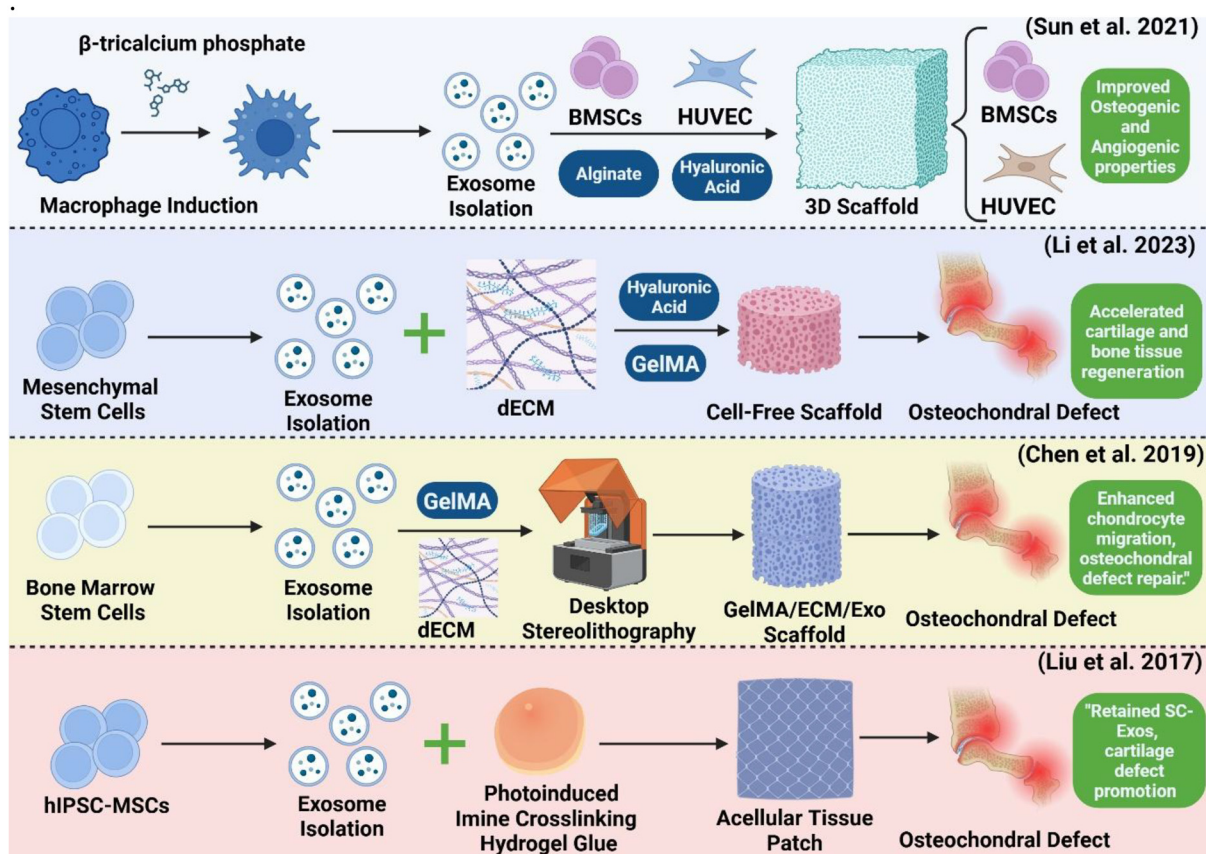 .
(Sun et al. 2021)
β-tricalcium phosphate
Macrophage Induction
Exosome
Isolation
BMSCs
HUVEC
Alginate
Hyaluronic
Acid
3D Scaffold
BMSCs
HUVEC
Improved
Osteogenic
and
Angiogenic
properties
(Li et al. 2023)
Mesenchymal
Stem Cells
Exosome
Isolation
+
dECM
Hyaluronic
Acid
GelMA
Cell-Free Scaffold
Osteochondral Defect
Accelerated
cartilage and
bone tissue
regeneration
(Chen et al. 2019)
Bone Marrow
Stem Cells
Exosome
Isolation
GelMA
dECM
Desktop
Stereolithography
GelMA/ECM/Exo
Scaffold
Osteochondral Defect
Enhanced
chondrocyte
migration,
osteochondral
defect repair."
(Liu et al. 2017)
hIPSC-MSCs
Exosome
Isolation
+
Photoinduced
Imine Crosslinking
Hydrogel Glue
Acellular Tissue
Patch
Osteochondral Defect
"Retained SC-
Exos,
cartilage
defect
promotion